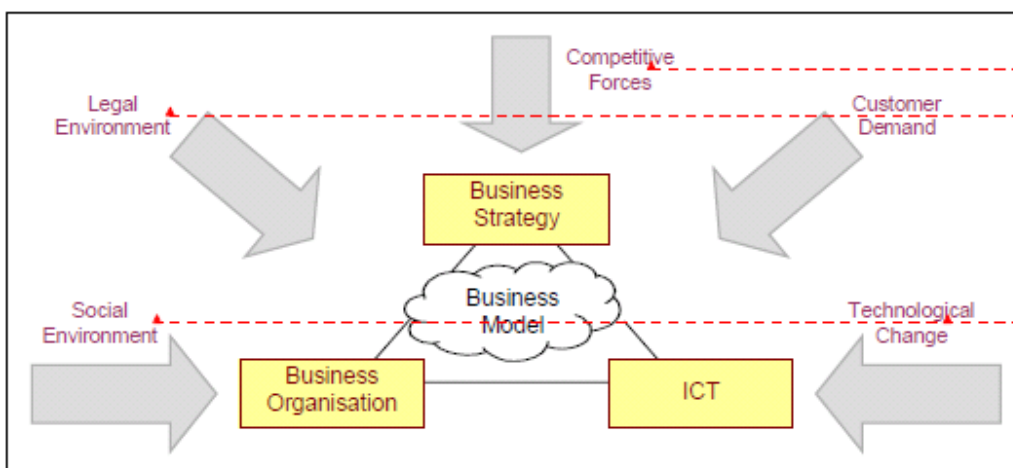 Competitive
Forces
Legal
Environment
Customer
Demand
Business
Strategy
Business
Model
Social
Environment
Technological
Change
Business
Organisation
ICT